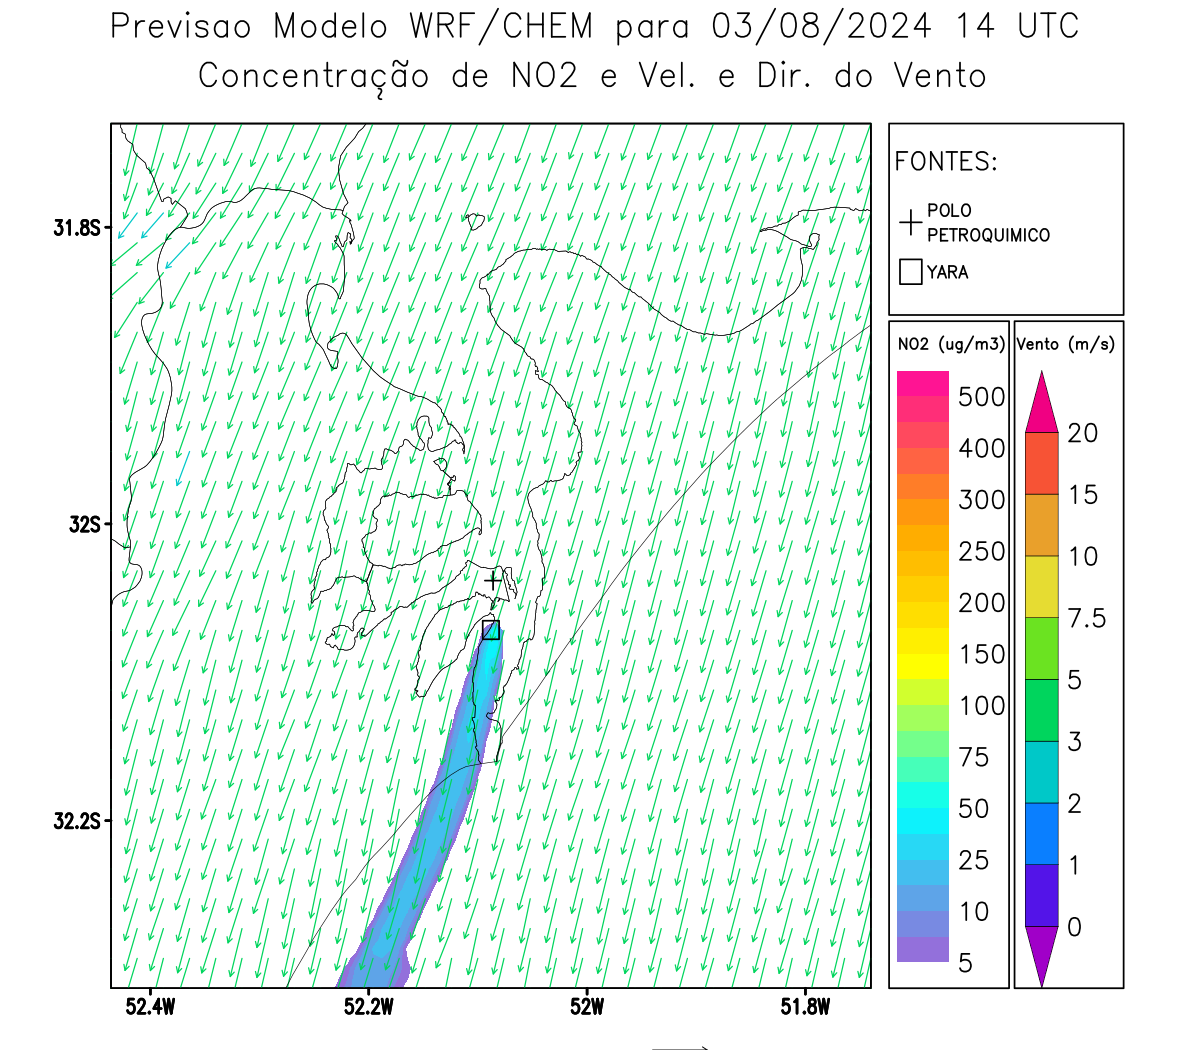 Previsao Modelo WRF/CHEM para 03/08/2024 14 UTC
Concentração de NO2 e Vel. e Dir. do Vento
FONTES:
POLO
PETROQUIMICO
YARA
NO2 (ug/m3)
500
400
300
250
200
150
100
75
50
25
10
5
Vento (m/s)
20
15
10
7.5
5
3
2
1
0
31.8S
32S
32.2S
52.4W
52.2W
52W
51.8W